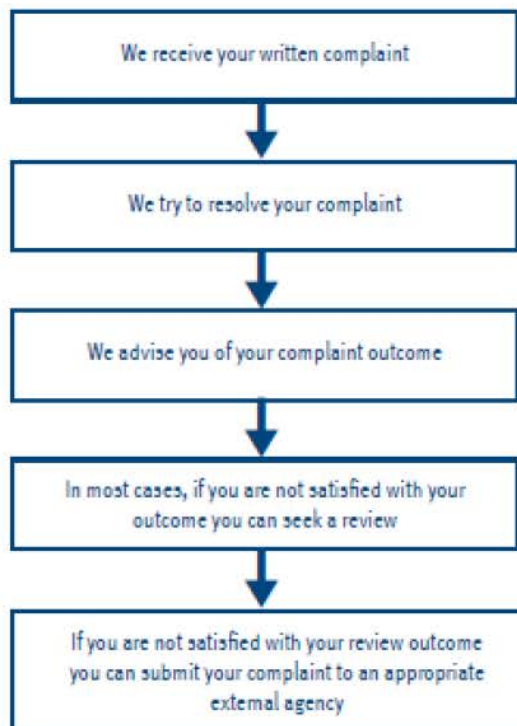 We receive your written complaint
We try to resolve your complaint
We advise you of your complaint outcome
In most cases, if you are not satisfied with your
outcome you can seek a review
If you are not satisfied with your review outcome
you can submit your complaint to an appropriate
external agency